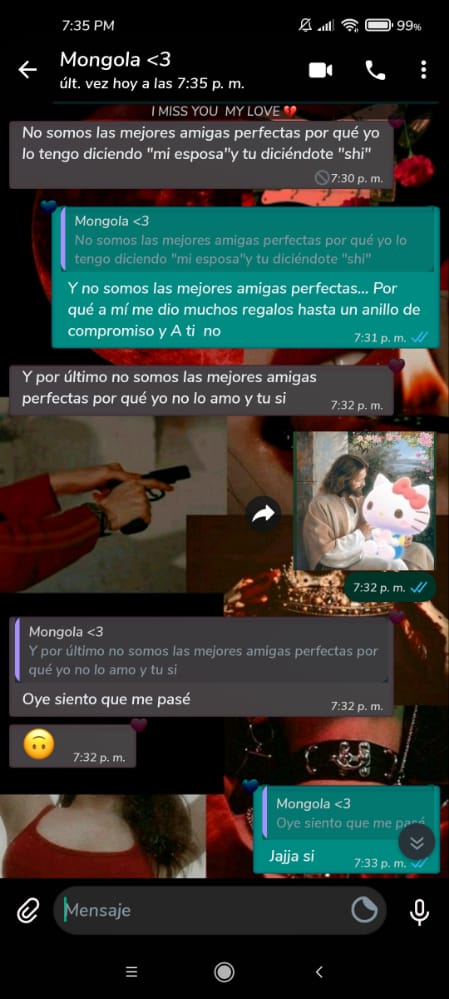 7:35 PM
99%
Mongola <3
últ. vez hoy a las 7:35 p. m.
I MISS YOU MY LOVE 💔
No somos las mejores amigas perfectas por qué yo
lo tengo diciendo "mi esposa"y tu diciéndote "shi"
7:30 p. m.
Mongola <3
No somos las mejores amigas perfectas por qué yo lo
tengo diciendo "mi esposa"y tu diciéndote "shi"
Y no somos las mejores amigas perfectas... Por
qué a mí me dio muchos regalos hasta un anillo de
compromiso y A ti no
7:31 p. m.
Y por último no somos las mejores amigas
perfectas por qué yo no lo amo y tu si
7:32 p. m.
7:32 p. m.
Mongola <3
Y por último no somos las mejores amigas perfectas por
qué yo no lo amo y tu si
Oye siento que me pasé
7:32 p. m.
🙃
7:32 p. m.
Mongola <3
Oye siento que me pasé
Jajja si
7:33 p. m.
Mensaje